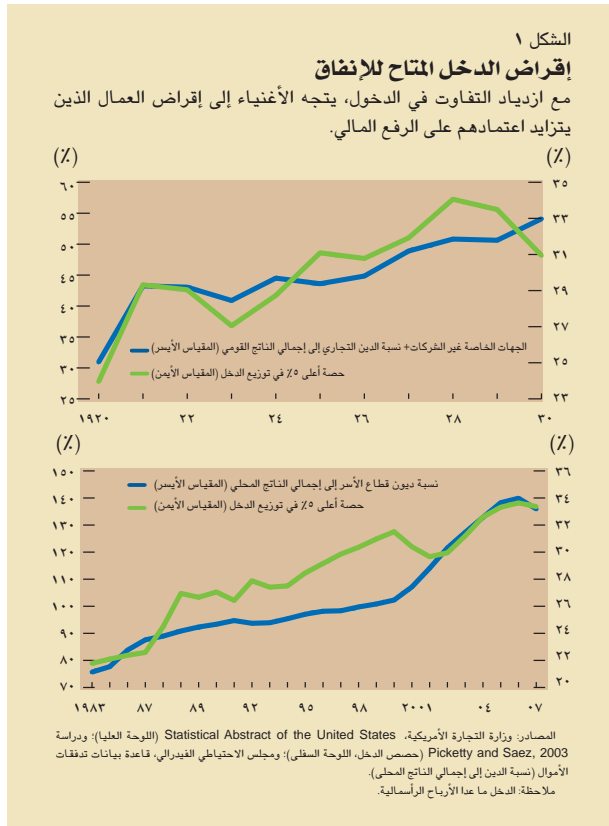 الشكل ١
إقراض الدخل المتاح للإنفاق
مع ازدياد التفاوت في الدخول، يتجه الأغنياء إلى إقراض العمال الذين
يتزايد اعتمادهم على الرفع المالي.
(٪)
(٪)
٦٠
٥٥
٥٠
٤٥
٤٠
٣٥
٣٠
٢٥
٣٥
٣٣
٣١
٢٩
٢٧
٢٥
٢٣
الجهات الخاصة غير الشركات+ نسبة الدين التجاري إلى إجمالي الناتج القومي (المقياس الأيسر)
حصة أعلى ٥٪ في توزيع الدخل (المقياس الأيمن)
١٩٢٠ ٢٢ ٢٤ ٢٦ ٢٨ ٣٠
(٪)
(٪)
١٥٠
١٤٠
١٣٠
١٢٠
١١٠
١٠٠
٩٠
٨٠
٧٠
٣٦
٣٤
٣٢
٣٠
٢٨
٢٦
٢٤
٢٢
٢٠
نسبة ديون قطاع الأسر إلى إجمالي الناتج المحلي (المقياس الأيسر)
حصة أعلى ٥٪ في توزيع الدخل (المقياس الأيمن)
١٩٨٣ ٨٧ ٨٩ ٩٢ ٩٥ ٩٨ ٢٠٠١ ٠٤ ٠٧
المصادر: وزارة التجارة الأمريكية، Statistical Abstract of the United States (اللوحة العليا)؛ ودراسة
Picketty and Saez, 2003 (حصص الدخل، اللوحة السفلى)؛ ومجلس الاحتياطي الفيدرالي، قاعدة بيانات تدفقات
الأموال (نسبة الدين إلى إجمالي الناتج المحلي).
ملاحظة: الدخل ما عدا الأرباح الرأسمالية.